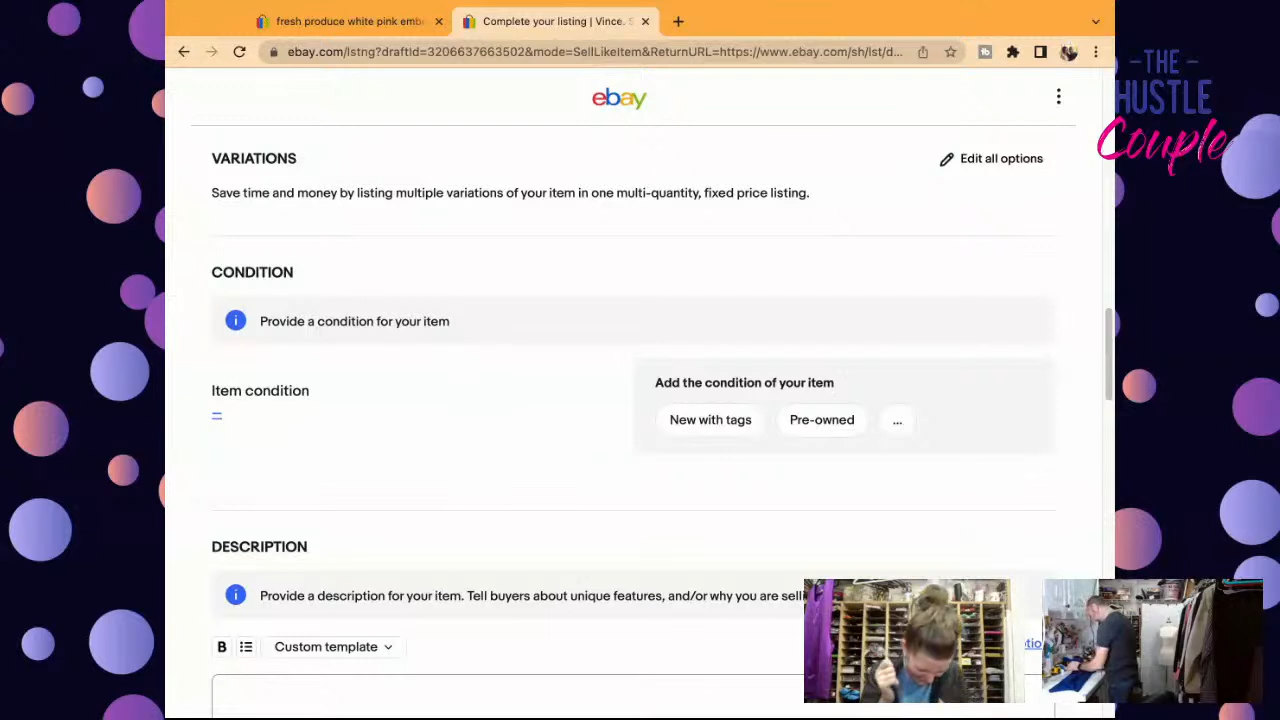 fresh produce white pink emb
Complete your listing | Vince. S
ebay.com/lstng?draftId=3206637663502&mode=SellLikeItem&ReturnURL=https://www.ebay.com/sh/lst/d...
-THE-
HUSTLE
Couple
ebay
VARIATIONS
Edit all options
Save time and money by listing multiple variations of your item in one multi-quantity, fixed price listing.
CONDITION
Provide a condition for your item
Item condition
Add the condition of your item
New with tags
Pre-owned
...
DESCRIPTION
Provide a description for your item. Tell buyers about unique features, and/or why you are sell
B
Custom template